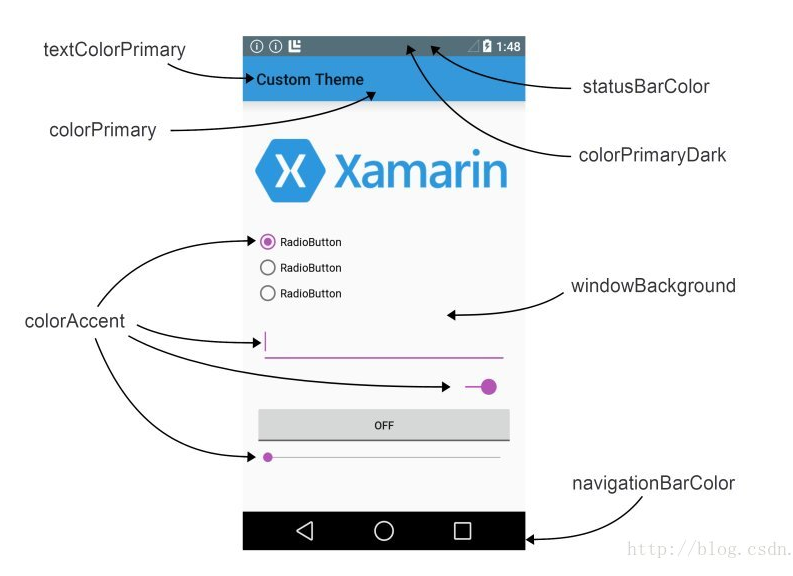 textColorPrimary
1:48
Custom Theme
statusBarColor
colorPrimary
colorPrimaryDark
X Xamarin
RadioButton
RadioButton
RadioButton
windowBackground
colorAccent
OFF
navigationBarColor
http://blog.csdn.